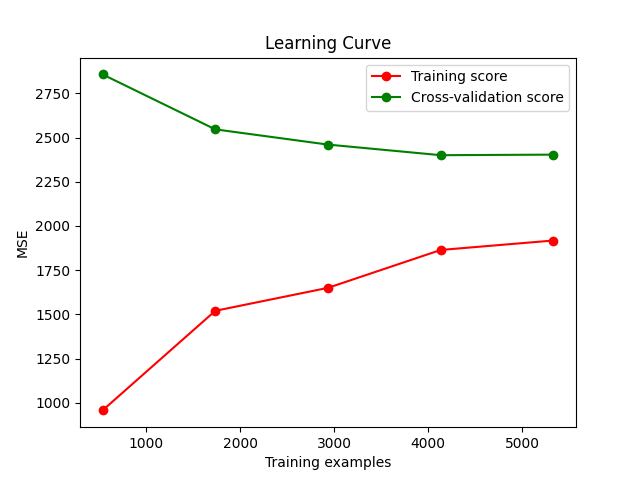 Learning Curve
Training score
Cross-validation score
2750
2500
2250
2000
1750
1500
1250
1000
MSE
1000 2000 3000 4000 5000
Training examples